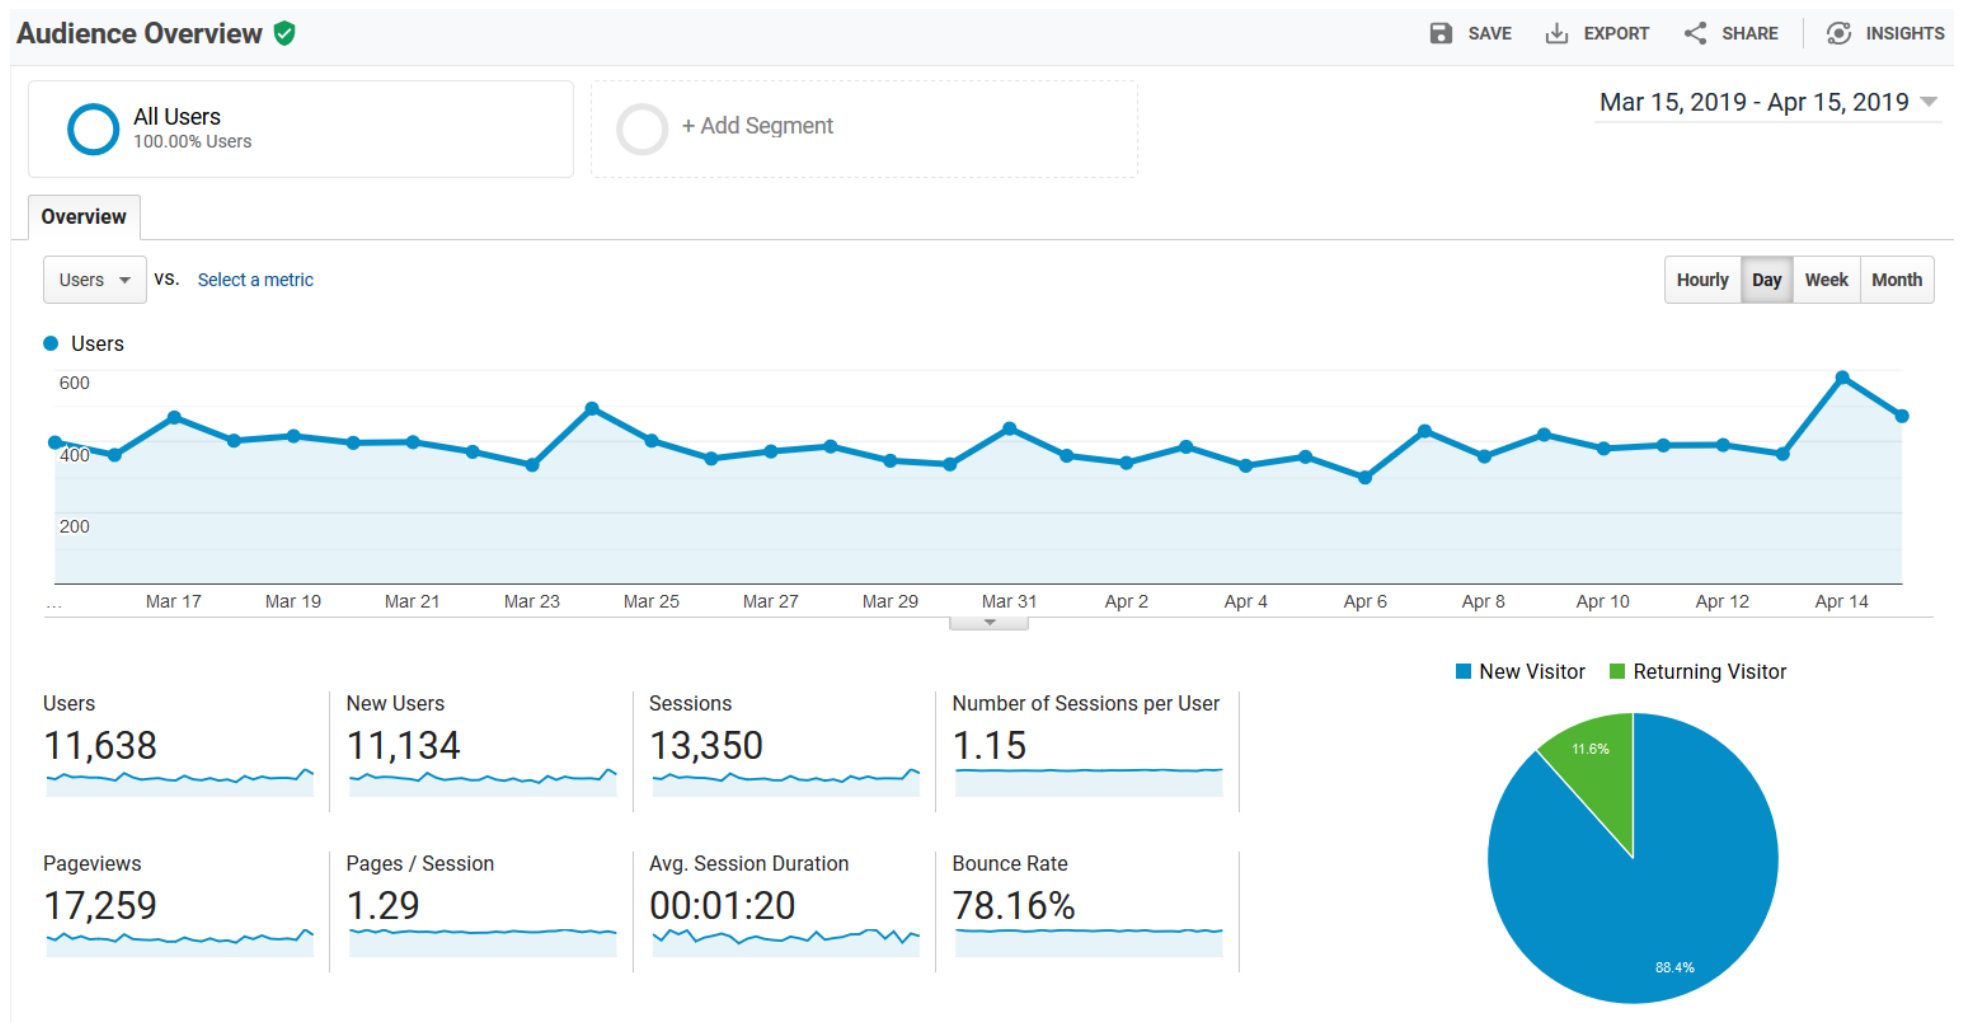 Audience Overview
SAVE
EXPORT
SHARE
INSIGHTS
All Users
100.00% Users
+ Add Segment
Mar 15, 2019 - Apr 15, 2019
Overview
Users
VS.
Select a metric
Hourly
Day
Week
Month
Users
600
400
200
...
Mar 17
Mar 19
Mar 21
Mar 23
Mar 25
Mar 27
Mar 29
Mar 31
Apr 2
Apr 4
Apr 6
Apr 8
Apr 10
Apr 12
Apr 14
New Visitor
Returning Visitor
Users
11,638
New Users
11,134
Sessions
13,350
Number of Sessions per User
1.15
Pageviews
17,259
Pages / Session
1.29
Avg. Session Duration
00:01:20
Bounce Rate
78.16%
11.6%
88.4%